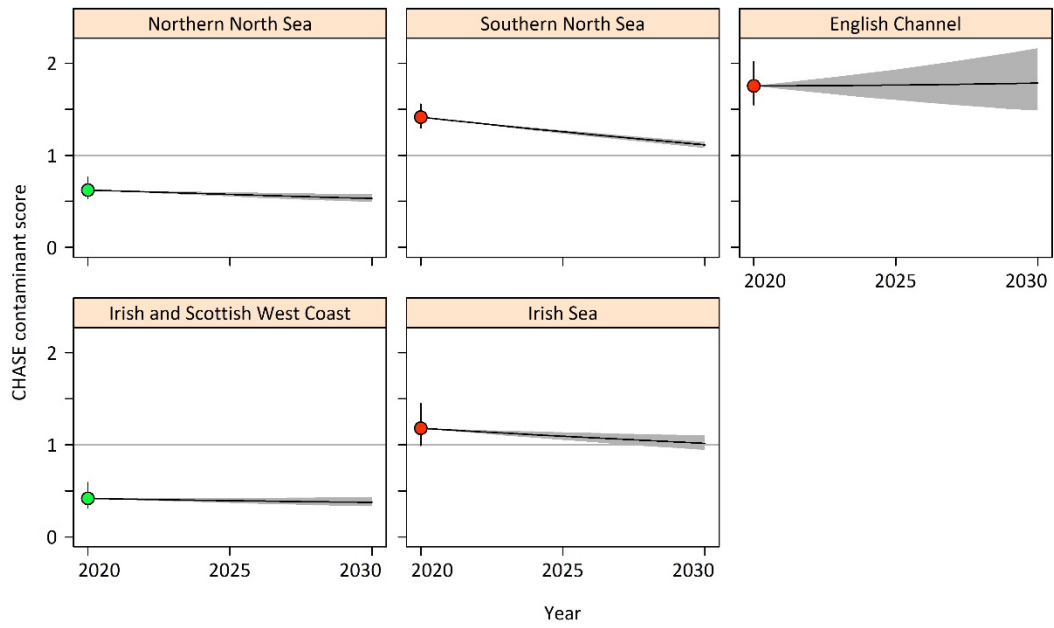 Northern North Sea
Southern North Sea
English Channel
2
1
0
2020
2025
2030
Irish and Scottish West Coast
Irish Sea
2
1
0
2020
2025
2030
2020
2025
2030
CHASE contaminant score
Year